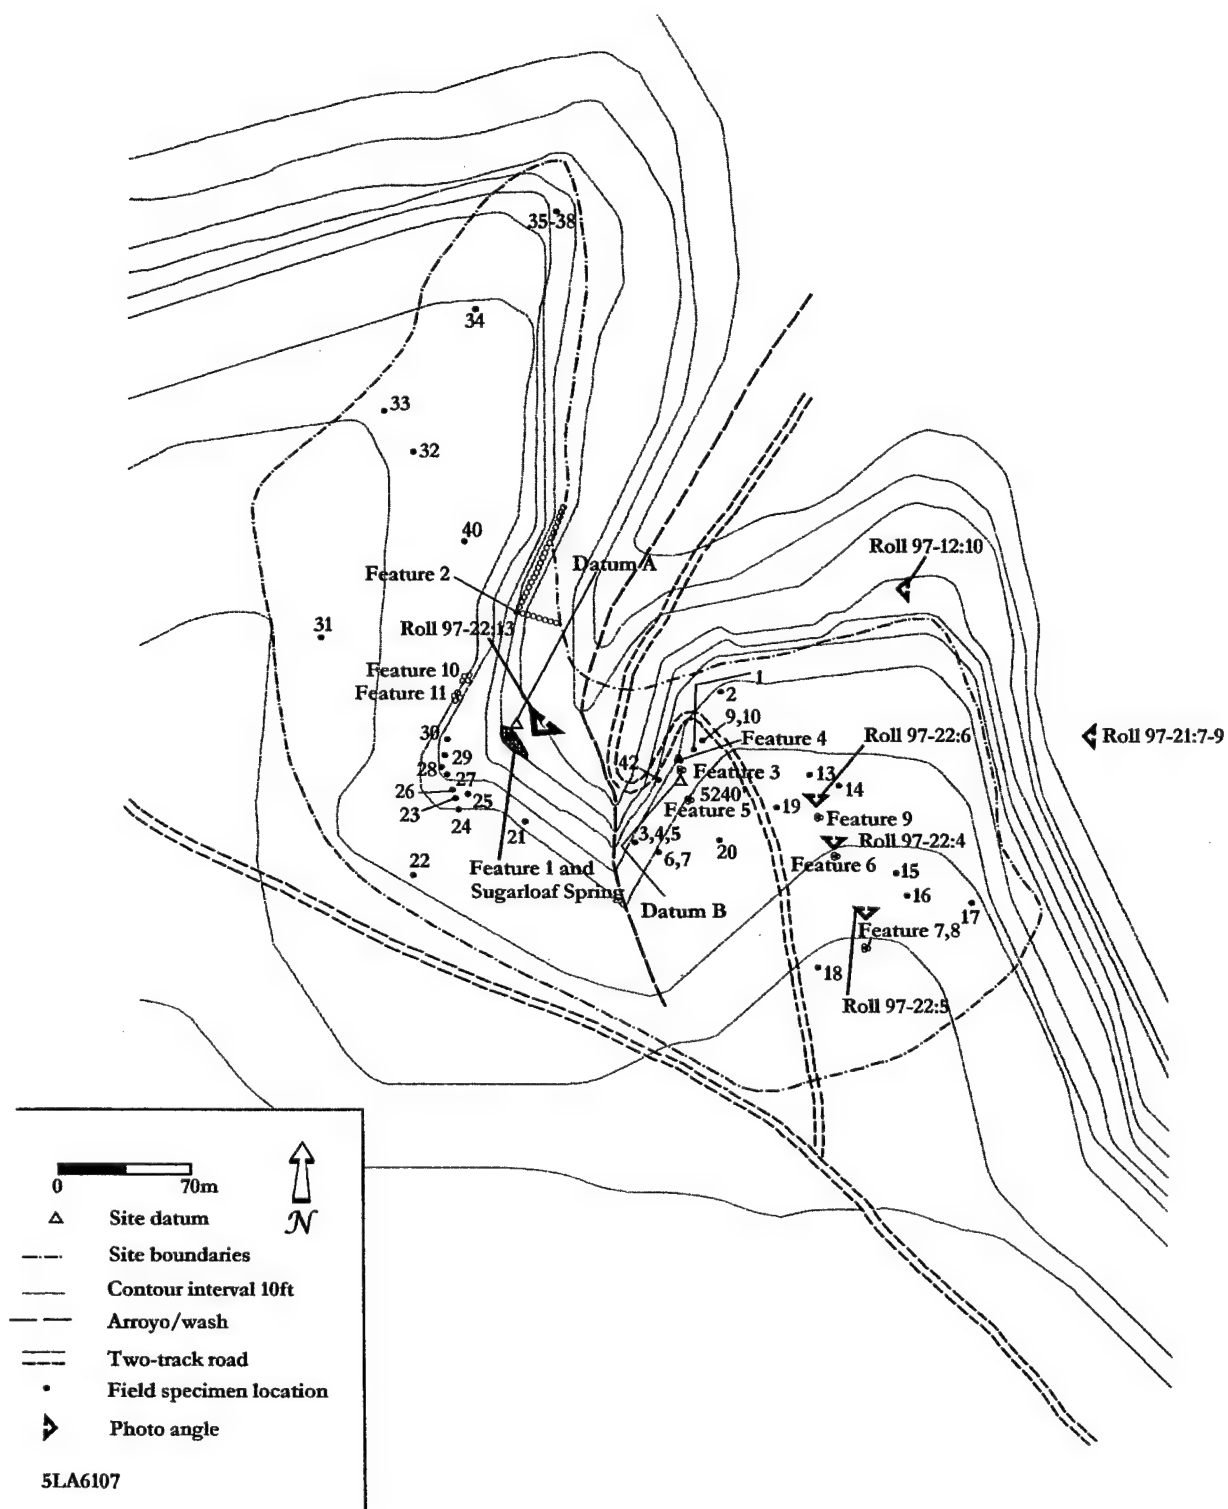 35-38
34
33
32
40
Roll 97-12:10
Datum A
Feature 2
31
Roll 97-22:13
Feature 10
Feature 11
1
2
9,10
30
Feature 4
Roll 97-22:6
Roll 97-21:7-9
29
28
27
42
Feature 3
13
14
26
25
5240
19
23
Feature 5
Feature 9
24
21
3,4,5
20
Roll 97-22:4
6,7
22
Feature 1 and
Sugarloaf Spring
Feature 6
15
16
Datum B
17
Feature 7,8
18
Roll 97-22:5
0
70m
N
Site datum
Site boundaries
Contour interval 10ft
Arroyo/wash
Two-track road
Field specimen location
Photo angle
5LA6107